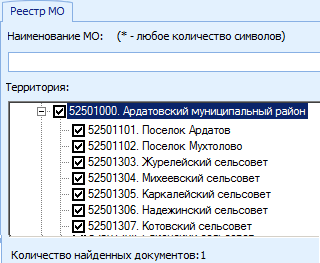 Реестр МО
Наименование МО: (* - любое количество символов)
Территория:
52501000. Ардатовский муниципальный район
52501101. Поселок Ардатов
52501102. Поселок Мухтолово
52501303. Журелейский сельсовет
52501304. Михеевский сельсовет
52501305. Каркалейский сельсовет
52501306. Надежинский сельсовет
52501307. Котовский сельсовет
Количество найденных документов:1